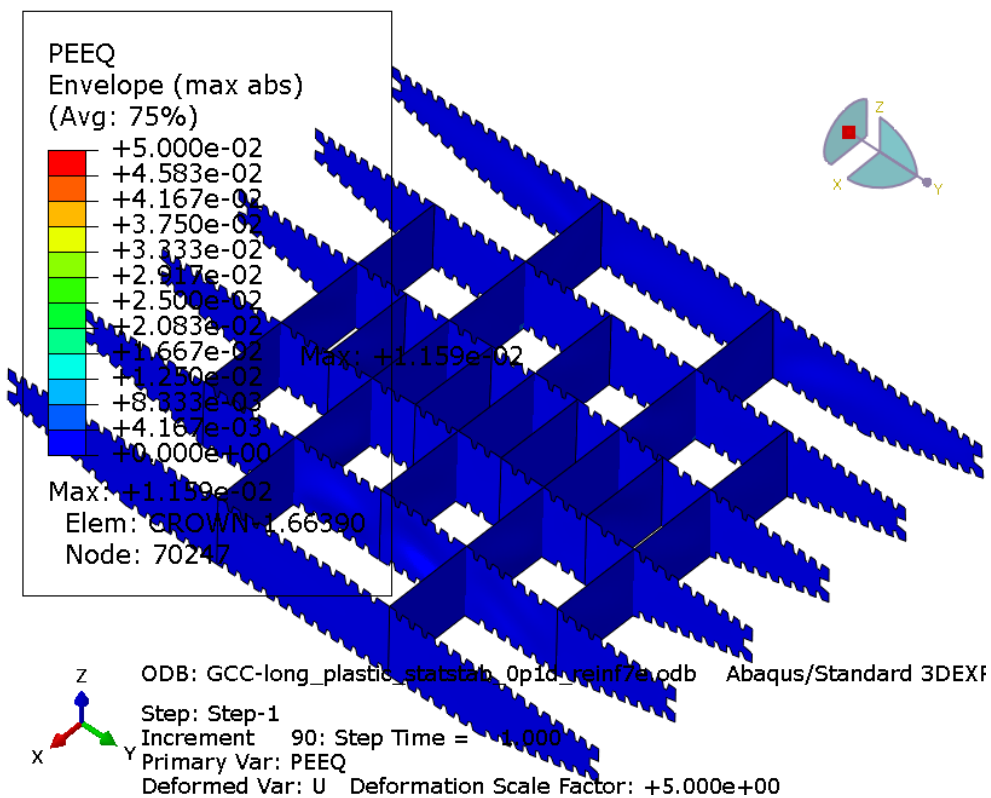 PEEQ
Envelope (max abs)
(Avg: 75%)
+5.000e-02
+4.583e-02
+4.167e-02
+3.750e-02
+3.333e-02
+2.917e-02
+2.500e-02
+2.083e-02
+1.667e-02
+1.250e-02
+8.333e-03
+4.167e-03
+0.000e+00
Max: +1.159e-02
Elem: CROWN-1.66390
Node: 70247
Max: +1.159e-02
Z
X
Y
Z
X
Y
ODB: GCC-long_plastic_statstab_0p1d_reinf7e.odb Abaqus/Standard 3DEXP
Step: Step-1
Increment 90: Step Time = 1.000
Primary Var: PEEQ
Deformed Var: U Deformation Scale Factor: +5.000e+00